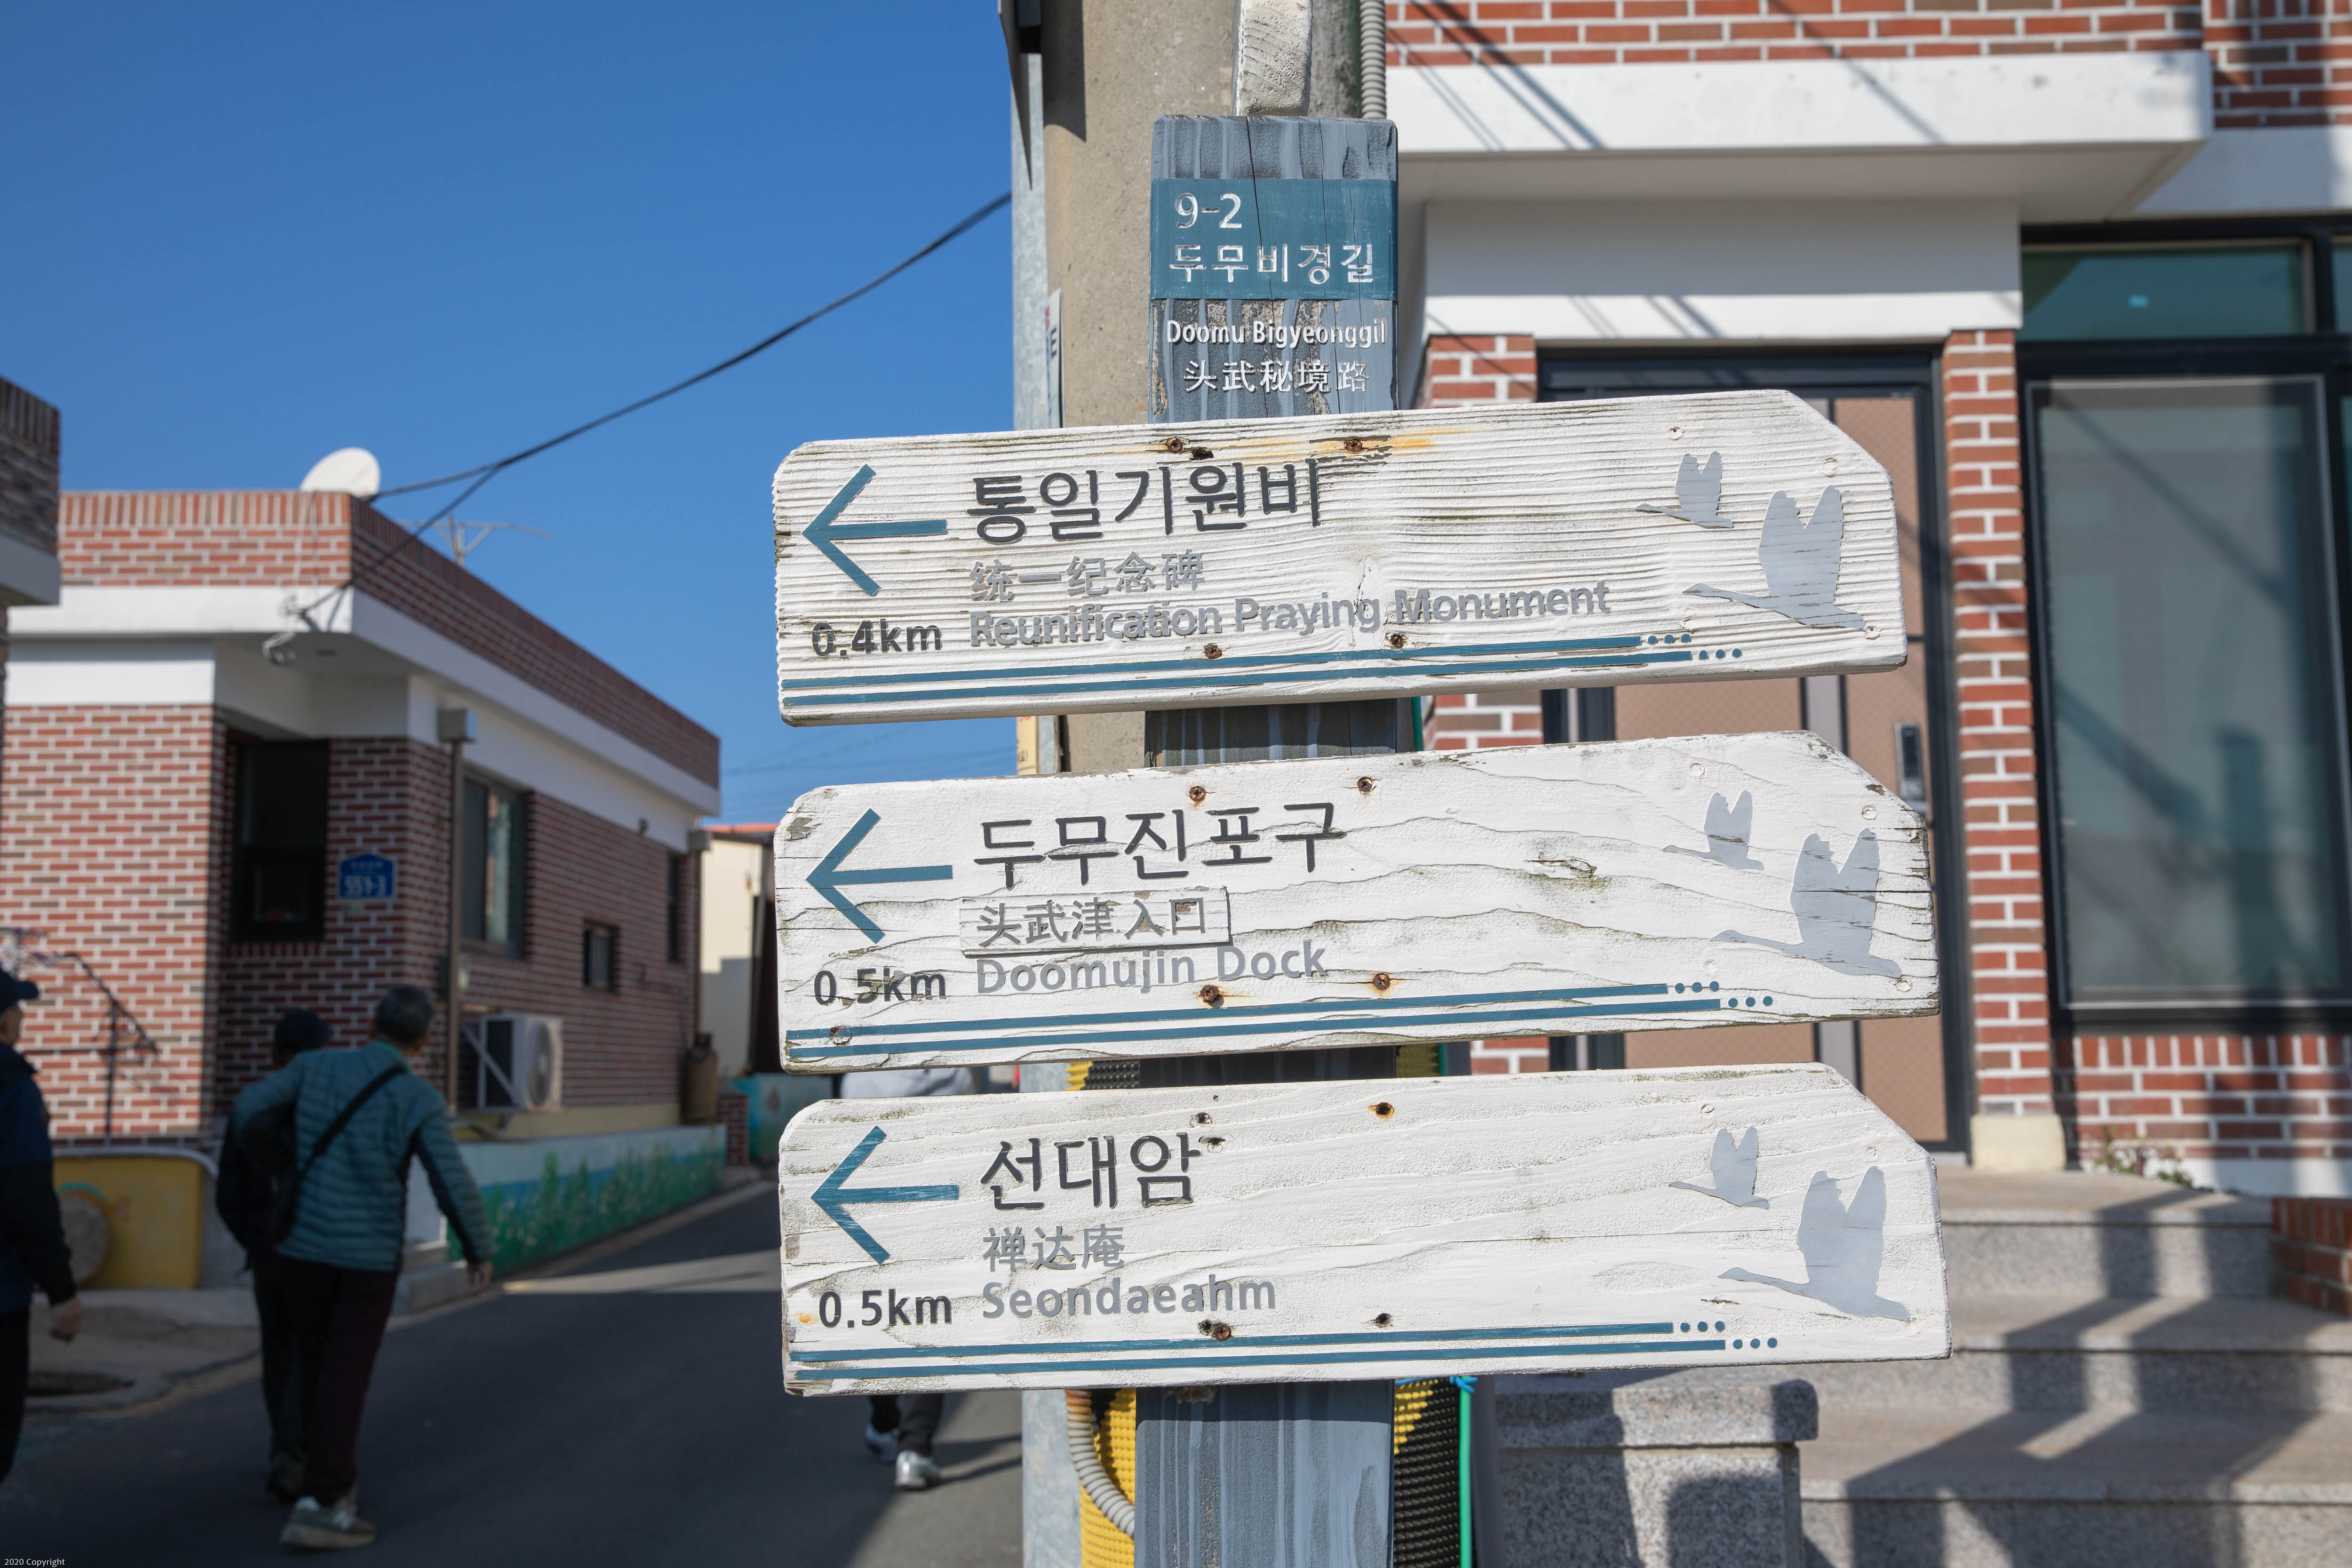 9-2
두무비경길
Doomu Bigyeonggil
头武秘境路
통일기원비
统一纪念碑
0.4km Reunification Praying Monument
두무진포구
头武津入口
0.5km Doomujin Dock
선대암
禅达庵
0.5km Seondaeahm
2020 Copyright